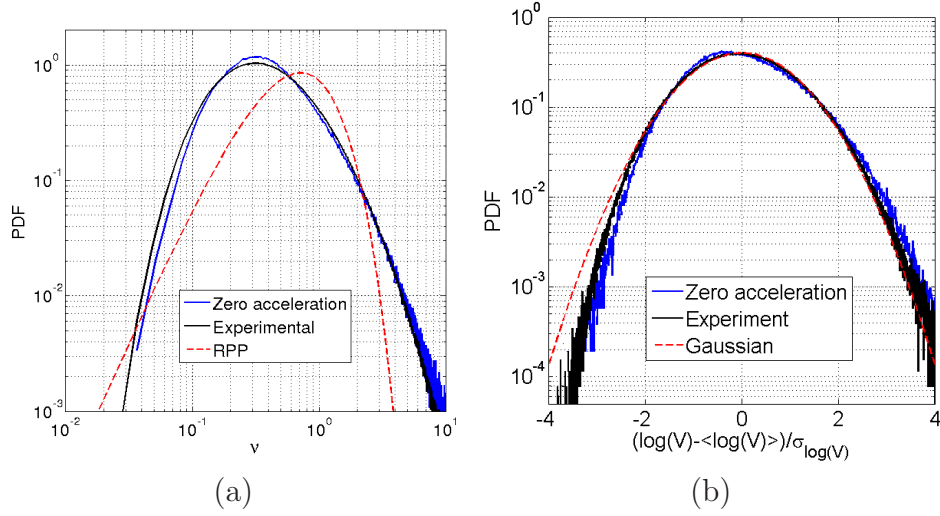 10^0
10^-1
10^-2
10^-3
PDF
10^-2
10^-1
10^0
10^1
ν
Zero acceleration
Experimental
RPP
(a)
10^0
10^-1
10^-2
10^-3
10^-4
PDF
-4
-2
0
2
4
(log(V)-<log(V)>)/σ_log(V)
Zero acceleration
Experiment
Gaussian
(b)